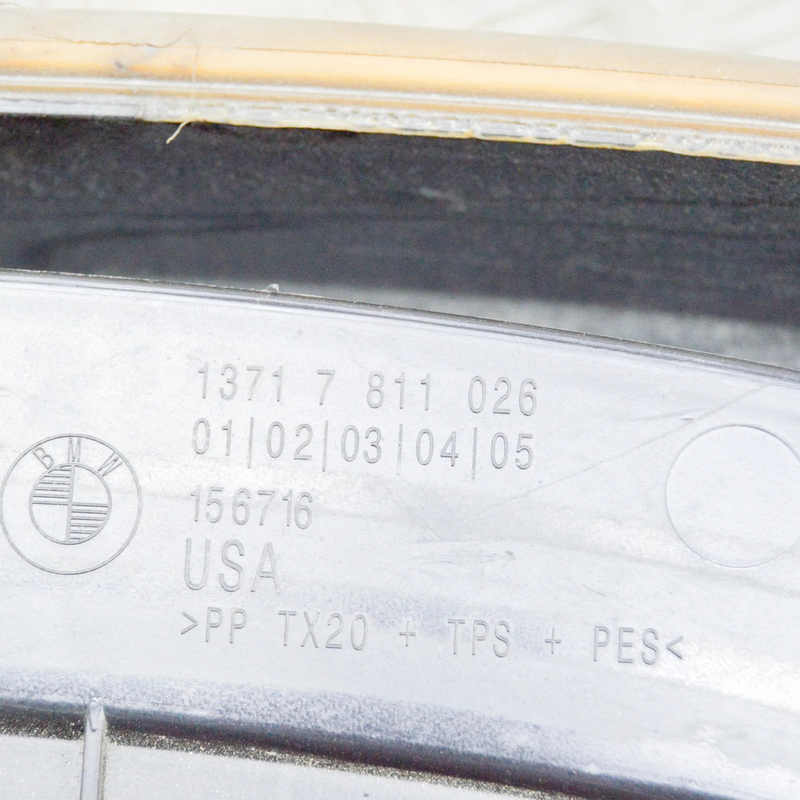 1371 7 811 026
01|02|03|04|05
BMW
156716
USA
>PP TX20 + TPS + PES<